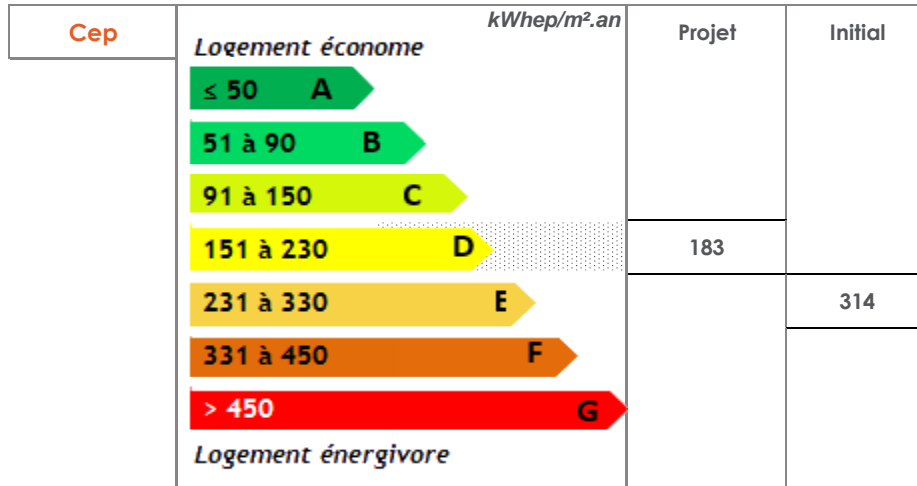 Cep
kWhep/m².an
Projet
Initial
Logement économe
≤ 50 A
51 à 90 B
91 à 150 C
151 à 230 D
183
231 à 330 E
314
331 à 450 F
> 450 G
Logement énergivore